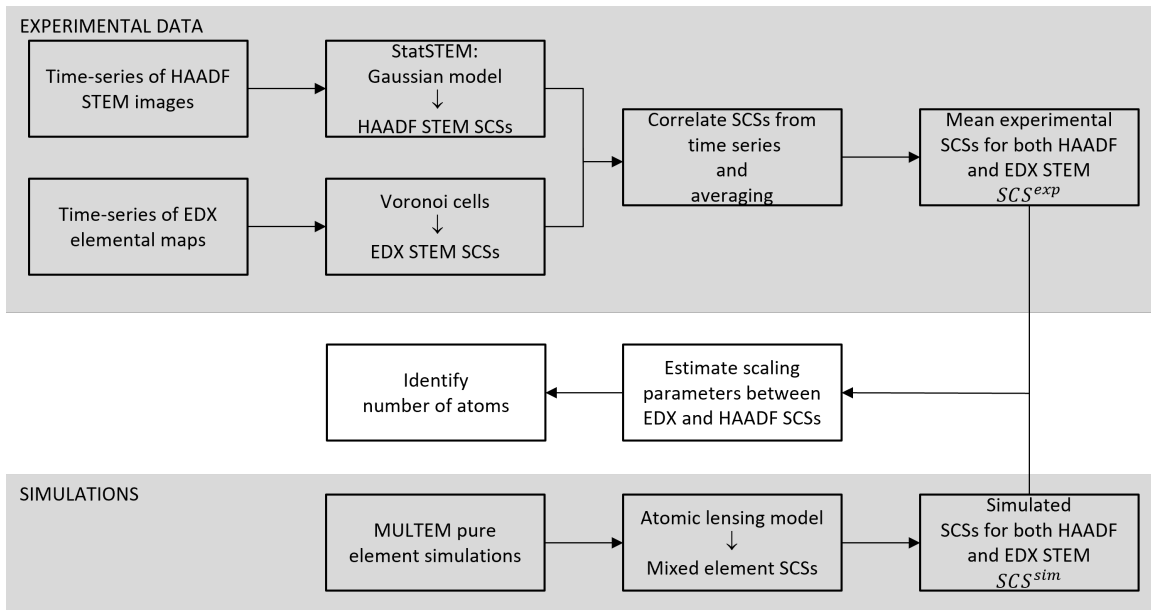 EXPERIMENTAL DATA
Time-series of HAADF
STEM images
StatSTEM:
Gaussian model
↓
HAADF STEM SCSs
Time-series of EDX
elemental maps
Voronoi cells
↓
EDX STEM SCSs
Correlate SCSs from
time series
and
averaging
Mean experimental
SCSs for both HAADF
and EDX STEM
SCS^exp
Identify
number of atoms
Estimate scaling
parameters between
EDX and HAADF SCSs
SIMULATIONS
MULTEM pure
element simulations
Atomic lensing model
↓
Mixed element SCSs
Simulated
SCSs for both HAADF
and EDX STEM
SCS^sim